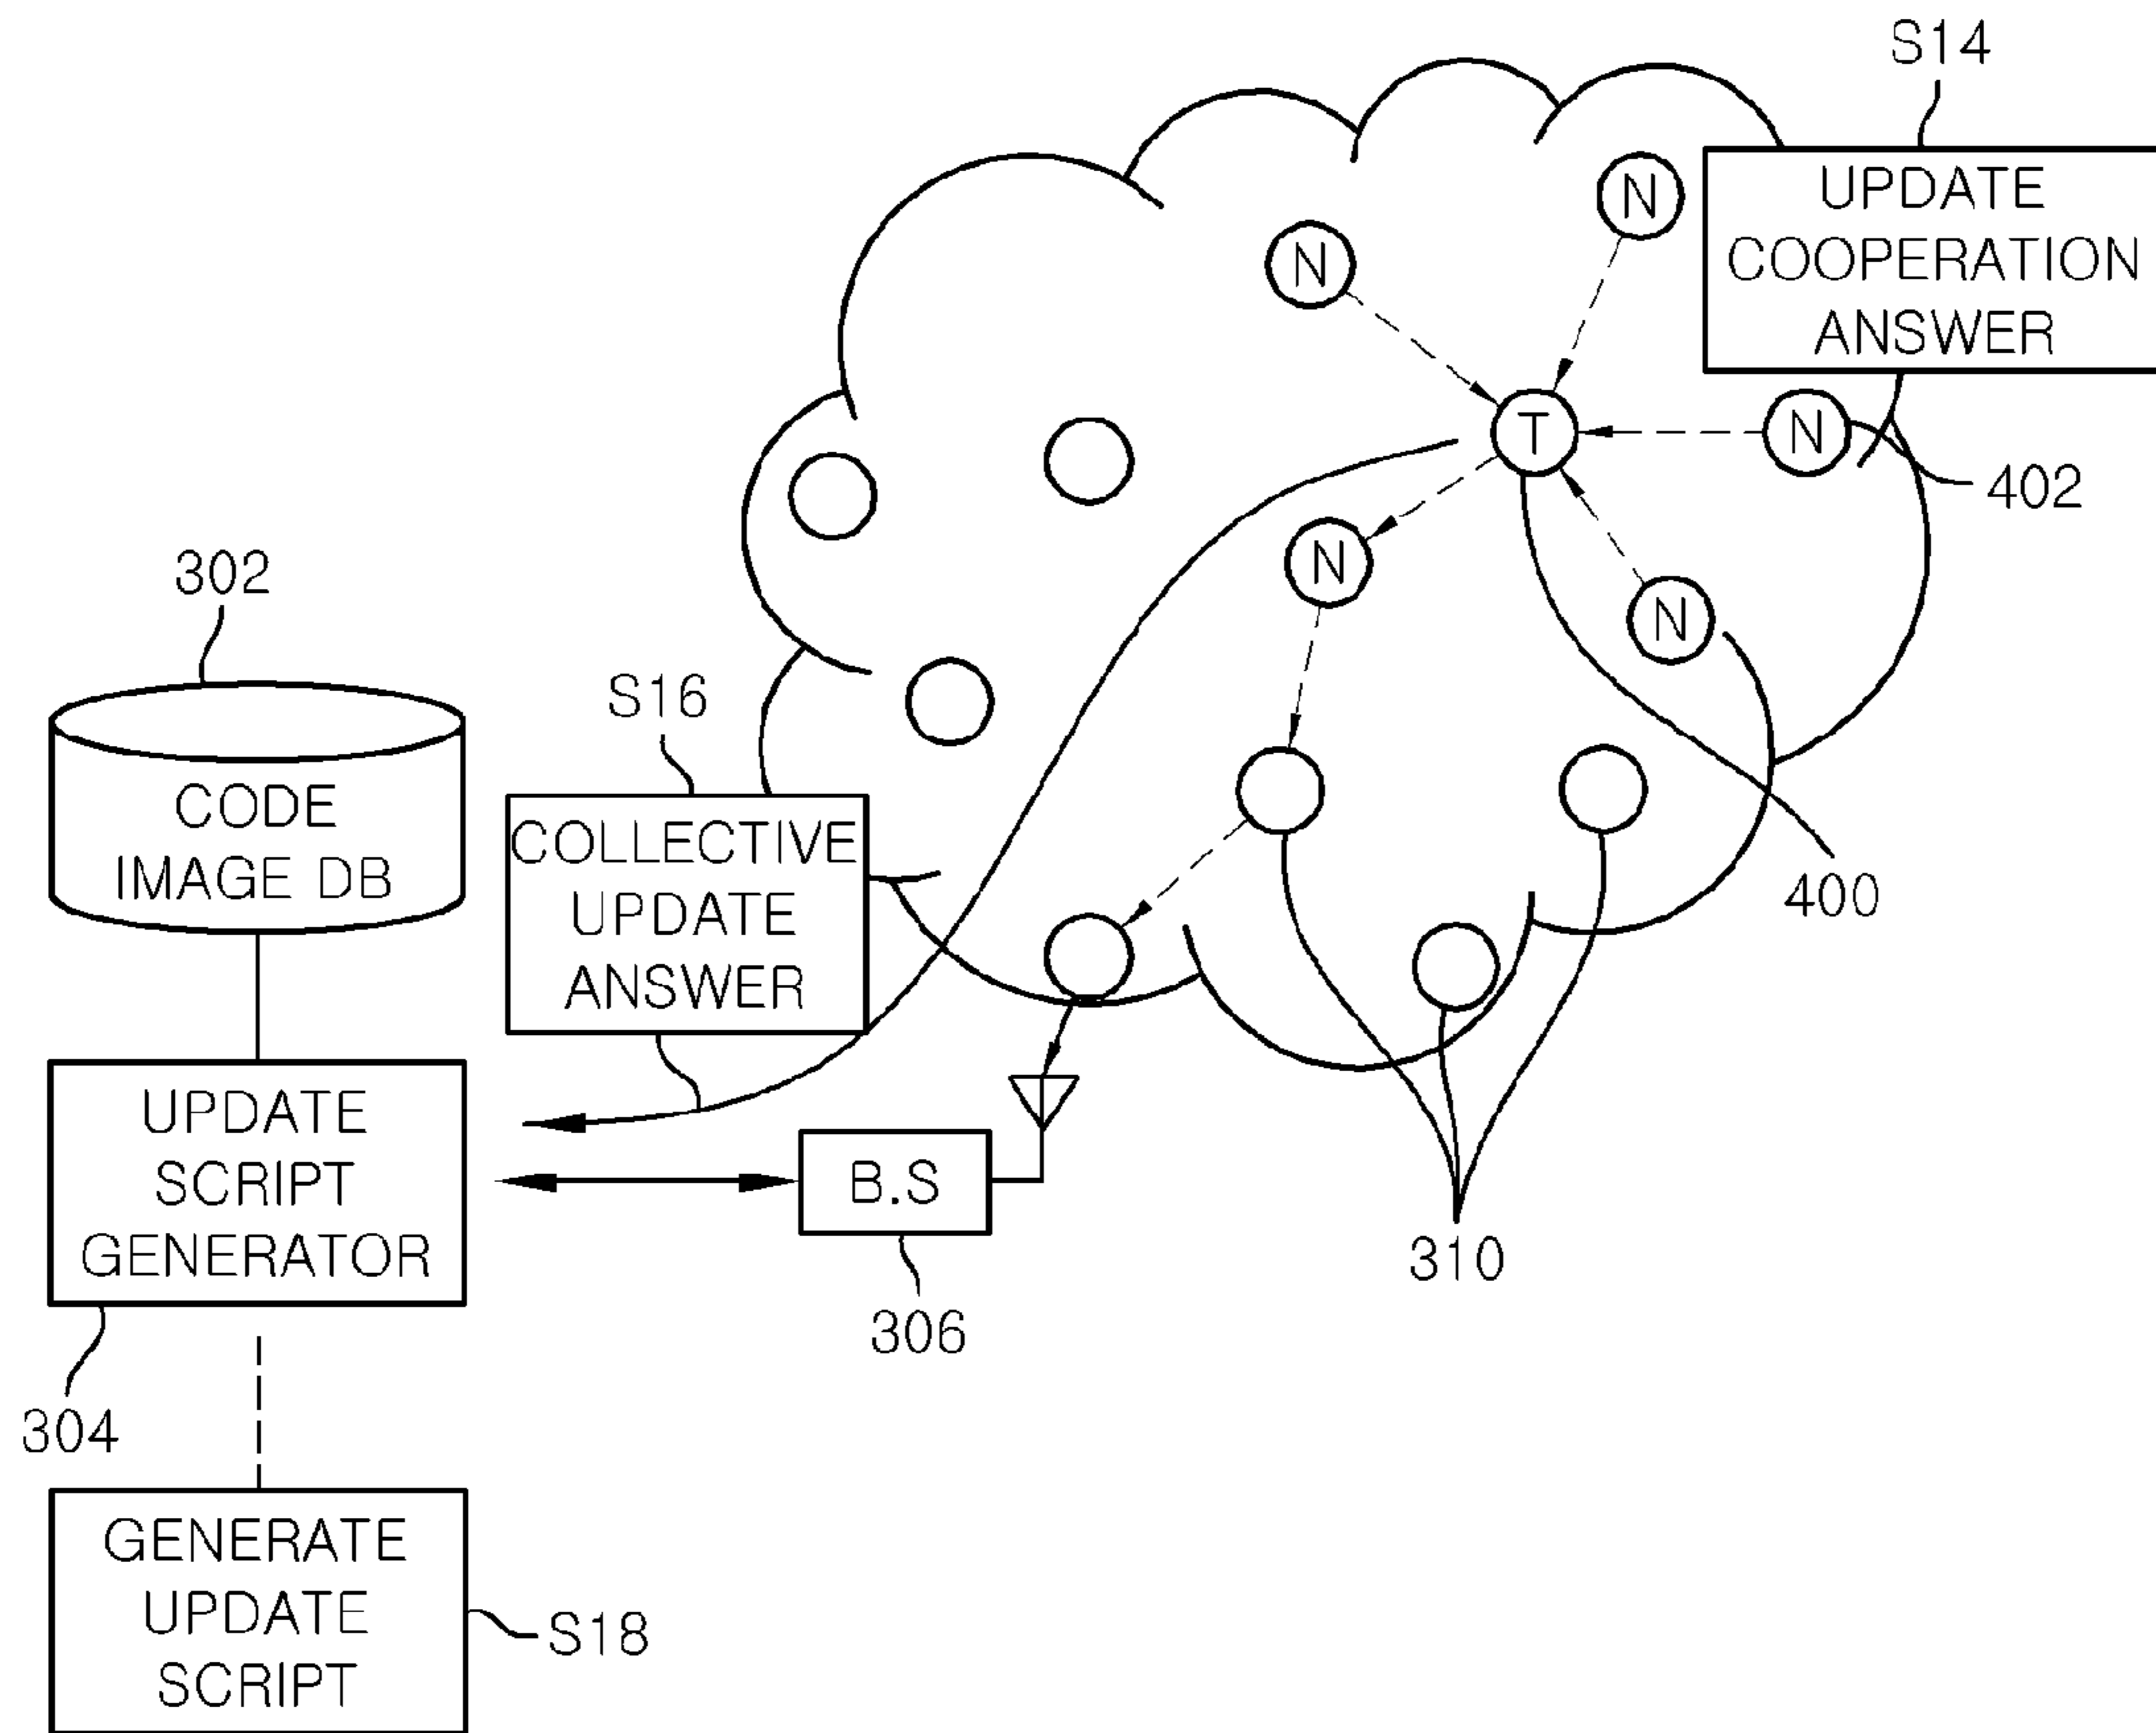 S14
UPDATE
COOPERATION
ANSWER
N
N
T
N
402
N
N
302
CODE
IMAGE DB
S16
COLLECTIVE
UPDATE
ANSWER
400
UPDATE
SCRIPT
GENERATOR
304
B.S
306
310
GENERATE
UPDATE
SCRIPT
S18